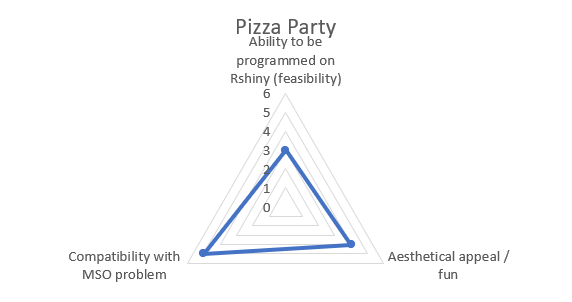 Pizza Party
Ability to be
programmed on
Rshiny (feasibility)
6
5
4
3
2
1
0
Compatibility with
MSO problem
Aesthetical appeal /
fun